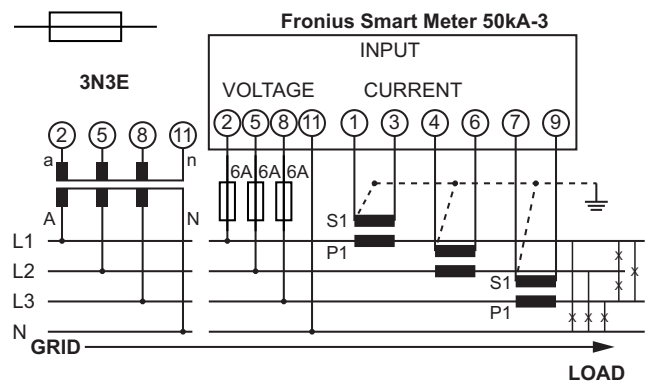 Fronius Smart Meter 50kA-3
INPUT
3N3E
VOLTAGE CURRENT
2 5 8 11 2 5 8 11 1 3 4 6 7 9
a n 6A 6A 6A
A N S1
L1 P1
L2 S1
L3 P1
N
GRID
LOAD